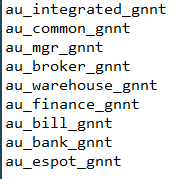 au_integrated_gnnt
au_common_gnnt
au_mgr_gnnt
au_broker_gnnt
au_warehouse_gnnt
au_finance_gnnt
au_bill_gnnt
au_bank_gnnt
au_espot_gnnt